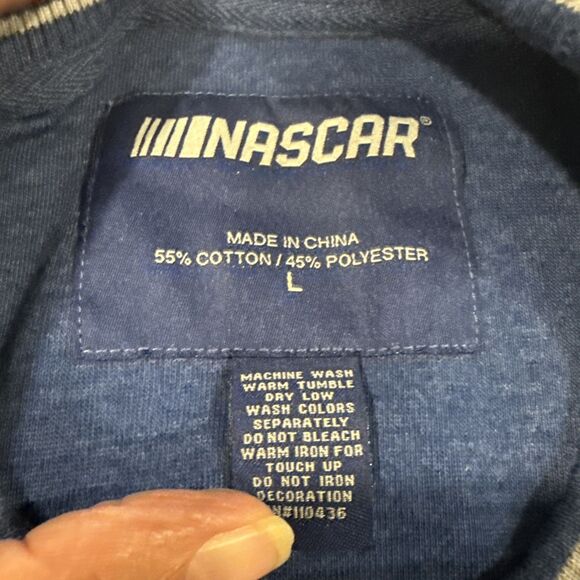 NASCAR®
MADE IN CHINA
55% COTTON / 45% POLYESTER
L
MACHINE WASH
WARM TUMBLE
DRY LOW
WASH COLORS
SEPARATELY
DO NOT BLEACH
WARM IRON FOR
TOUCH UP
DO NOT IRON
DECORATION
N#110436